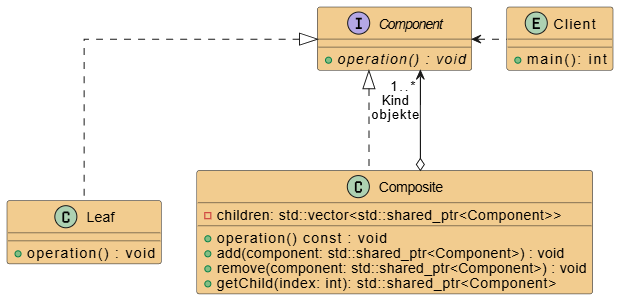 I Component
operation() : void
E Client
main(): int
1..*
Kind
objekte
C Leaf
operation() : void
C Composite
children: std::vector<std::shared_ptr<Component>>
operation() const : void
add(component: std::shared_ptr<Component>) : void
remove(component: std::shared_ptr<Component>) : void
getChild(index: int): std::shared_ptr<Component>